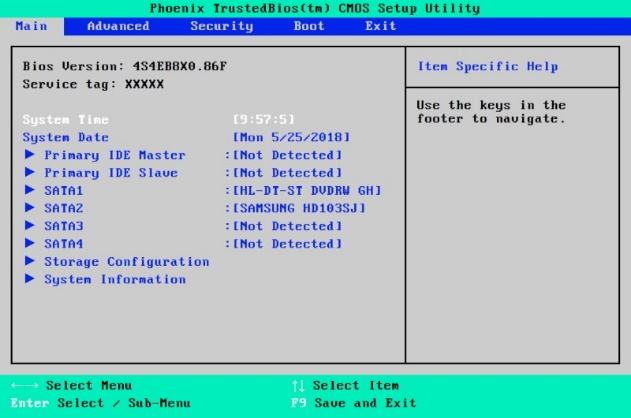 Phoenix TrustedBios(tm) CMOS Setup Utility
Main Advanced Security Boot Exit
Bios Version: 4S4EB8X0.86F
Service tag: XXXXX
System Time [9:57:5]
System Date [Mon 5/25/2018]
▶ Primary IDE Master :[Not Detected]
▶ Primary IDE Slave :[Not Detected]
▶ SATA1 :[HL-DT-ST DVDRW GH]
▶ SATA2 :[SAMSUNG HD103SJ]
▶ SATA3 :[Not Detected]
▶ SATA4 :[Not Detected]
▶ Storage Configuration
▶ System Information
Item Specific Help
Use the keys in the
footer to navigate.
←→ Select Menu ↑↓ Select Item
Enter Select / Sub-Menu F9 Save and Exit